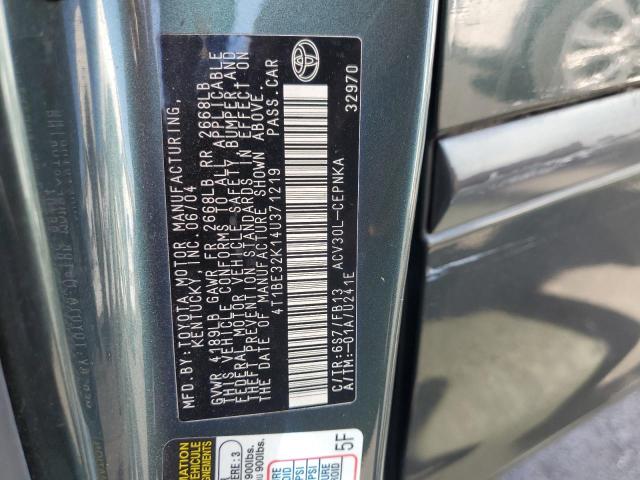 MFD. BY: TOYOTA MOTOR MANUFACTURING,
KENTUCKY, INC. 06/04
GVWR 4189LB GAWR FR 2668LB RR 2668LB
THIS VEHICLE CONFORMS TO ALL APPLICABLE
FEDERAL MOTOR VEHICLE SAFETY, BUMPER, AND
THEFT PREVENTION STANDARDS IN EFFECT ON
THE DATE OF MANUFACTURE SHOWN ABOVE.
4T1BE32K14U371219 PASS. CAR
C/TR: 6S7/FB13 ACV30L-CEPNKA
A/TM: -01A/U241E 32970
MATION
VEHICLE
5F